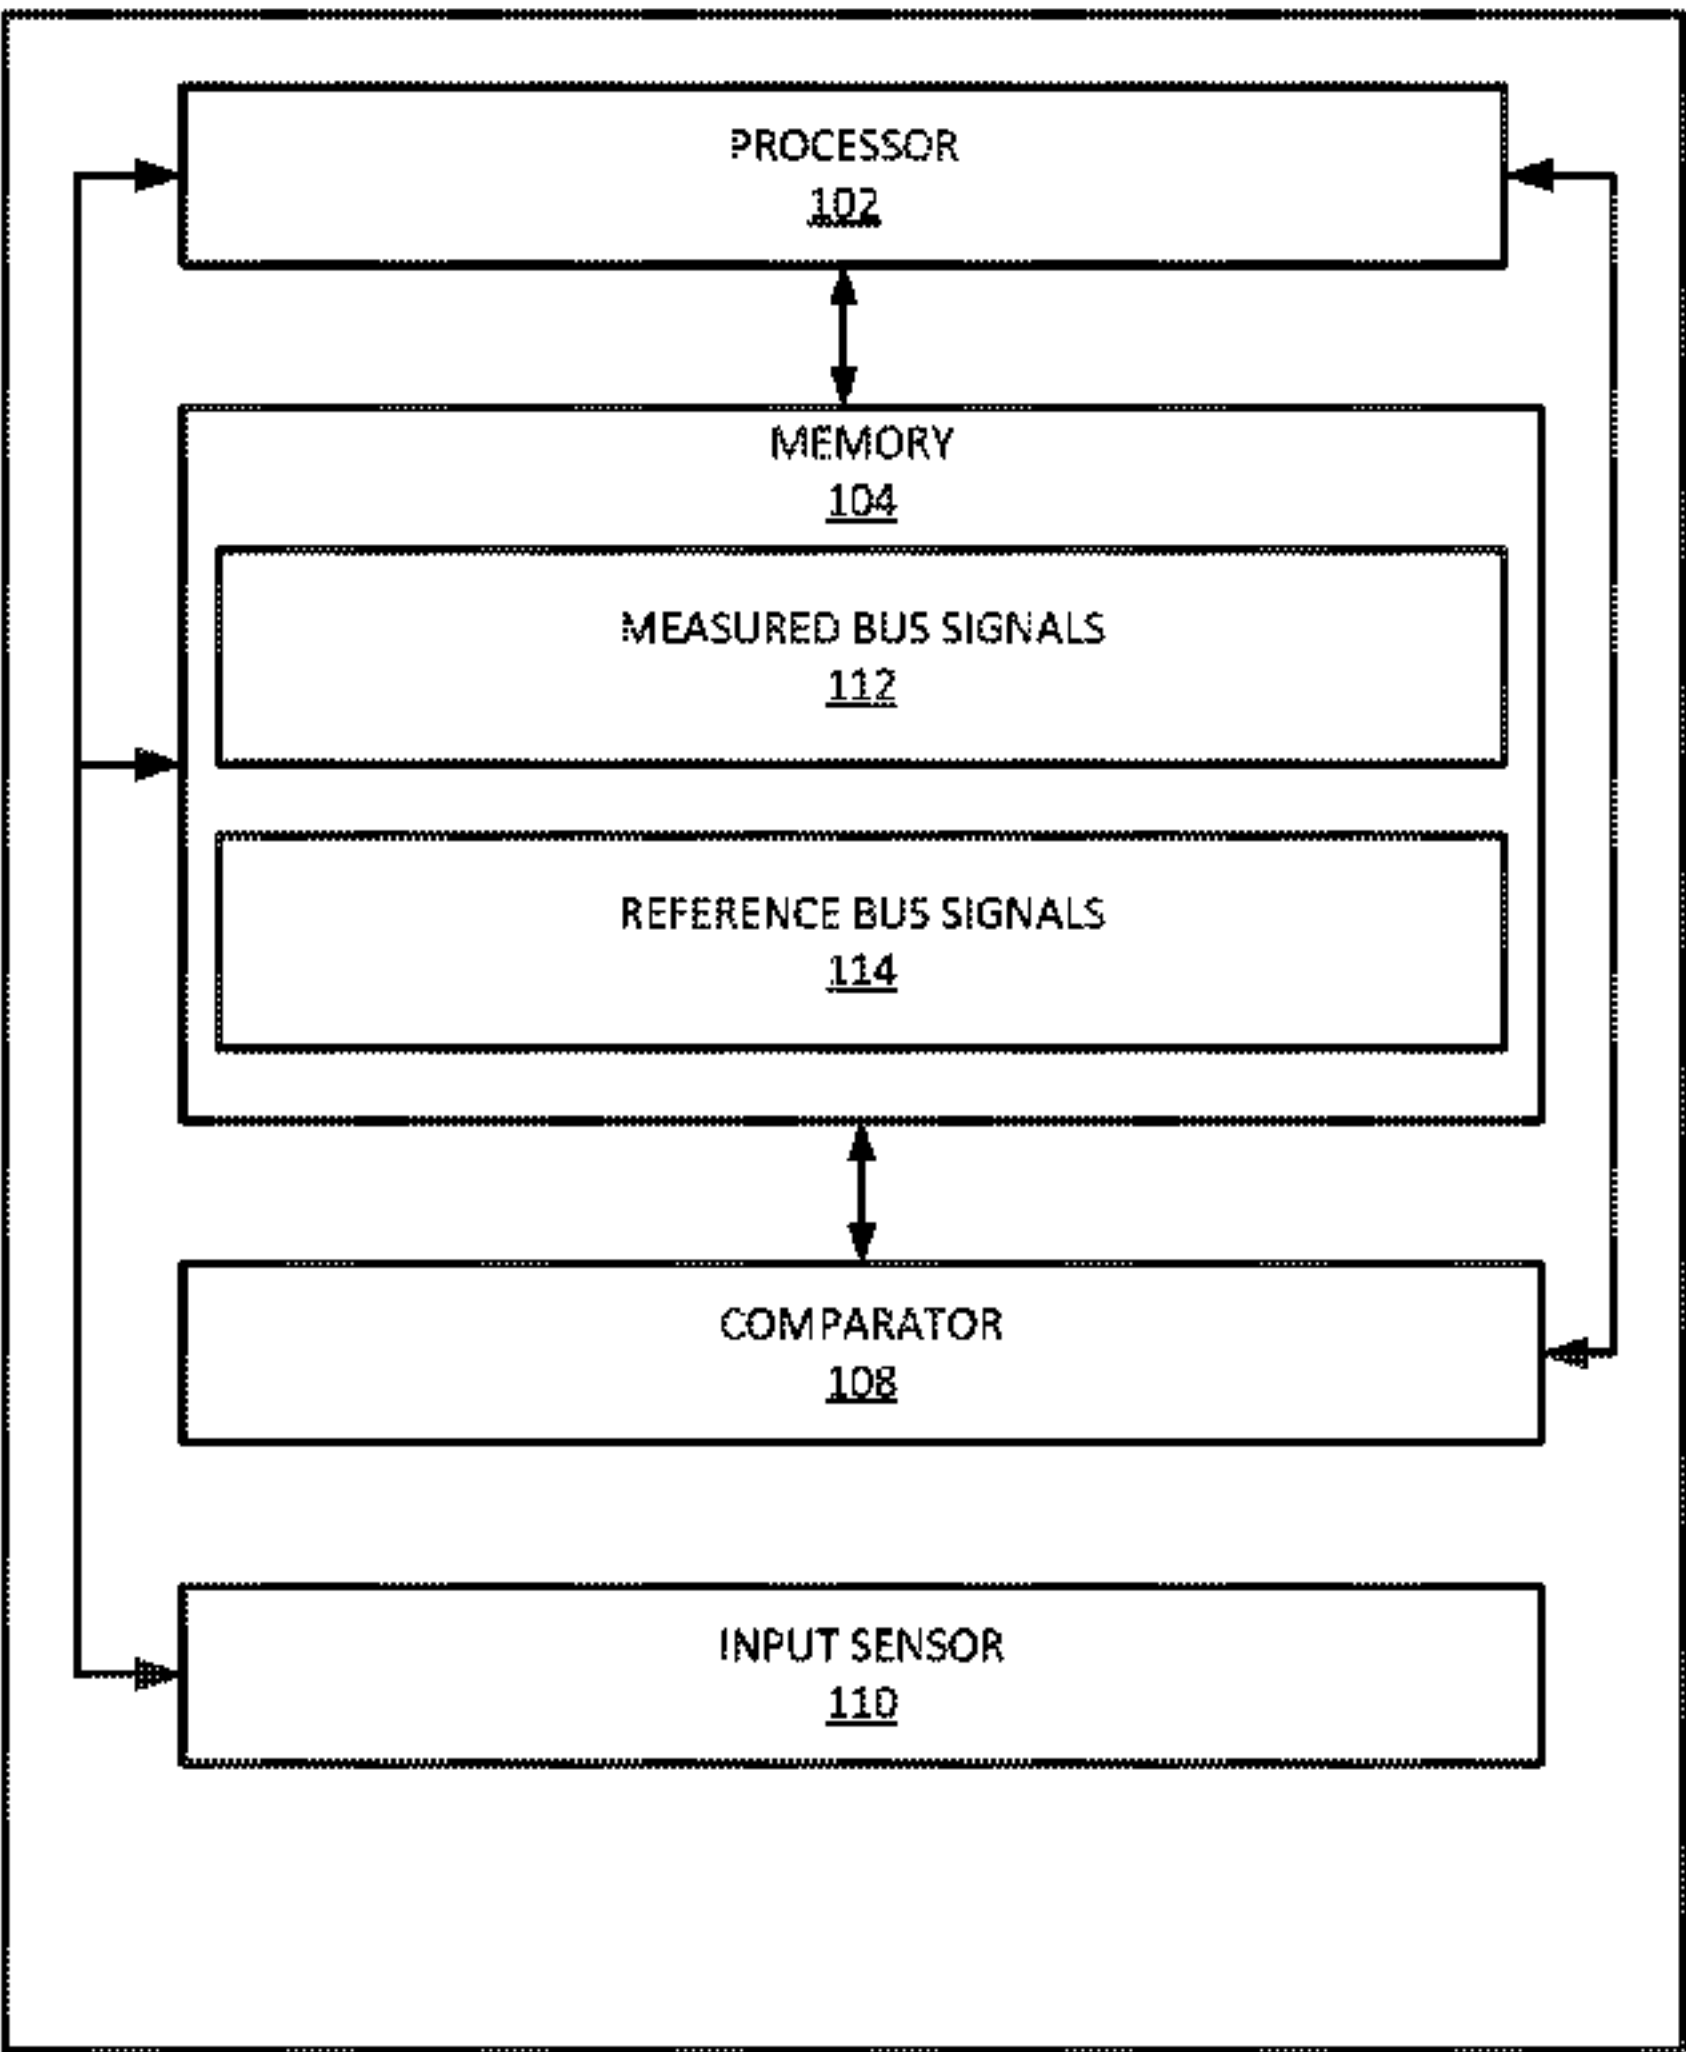 PROCESSOR
102
MEMORY
104
MEASURED BUS SIGNALS
112
REFERENCE BUS SIGNALS
114
COMPARATOR
108
INPUT SENSOR
110